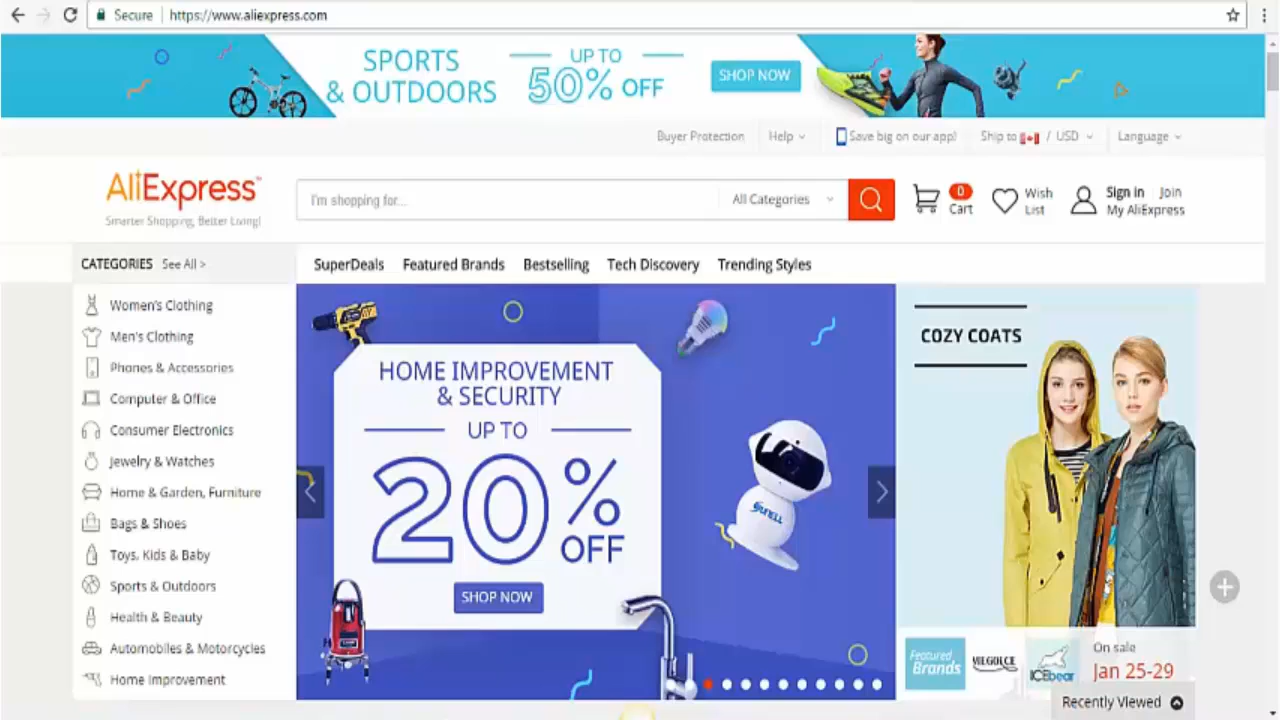 Secure https://www.aliexpress.com
SPORTS
& OUTDOORS
UP TO
50% OFF
SHOP NOW
Buyer Protection Help Save big on our app! Ship to / USD Language
AliExpress™
Smarter Shopping, Better Living!
I'm shopping for...
All Categories
0
Cart
Wish
List
Sign in Join
My AliExpress
CATEGORIES See All >
SuperDeals Featured Brands Bestselling Tech Discovery Trending Styles
Women's Clothing
Men's Clothing
Phones & Accessories
Computer & Office
Consumer Electronics
Jewelry & Watches
Home & Garden, Furniture
Bags & Shoes
Toys, Kids & Baby
Sports & Outdoors
Health & Beauty
Automobiles & Motorcycles
Home Improvement
HOME IMPROVEMENT
& SECURITY
UP TO
20%
OFF
SHOP NOW
SUNELL
COZY COATS
Featured
Brands
VIEGOLCE
ICEbear
On sale
Jan 25-29
Recently Viewed